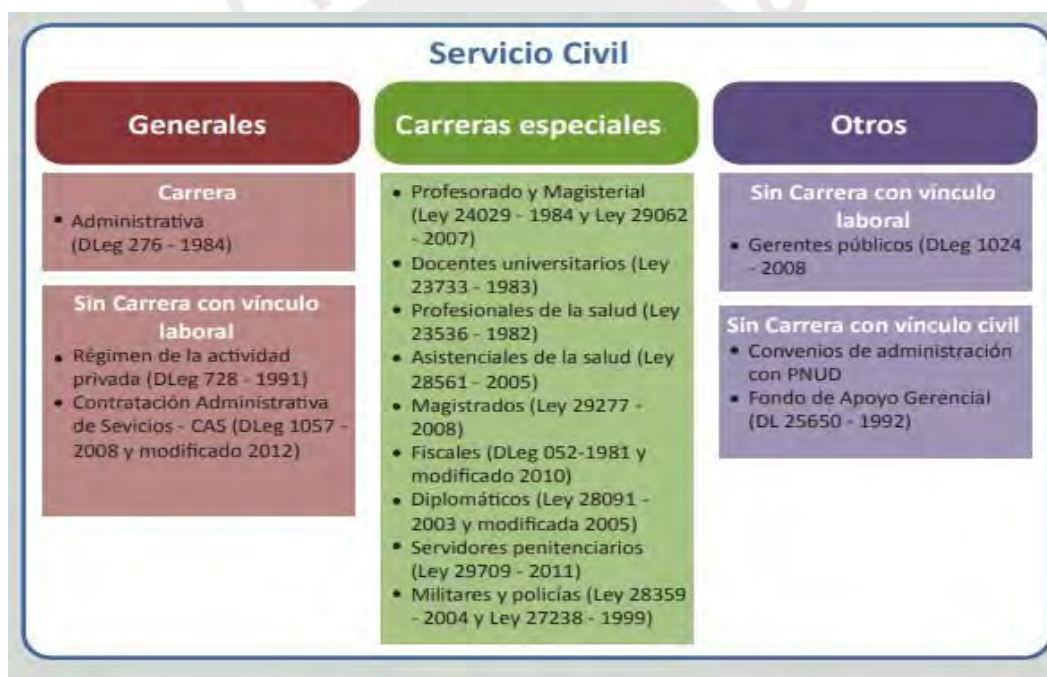 Servicio Civil
Generales
Carrera
• Administrativa
(DLeg 276 - 1984)
Sin Carrera con vínculo
laboral
• Régimen de la actividad
privada (DLeg 728 - 1991)
• Contratación Administrativa
de Sevicios - CAS (DLeg 1057 -
2008 y modificado 2012)
Carreras especiales
• Profesorado y Magisterial
(Ley 24029 - 1984 y Ley 29062
- 2007)
• Docentes universitarios (Ley
23733 - 1983)
• Profesionales de la salud (Ley
23536 - 1982)
• Asistenciales de la salud (Ley
28561 - 2005)
• Magistrados (Ley 29277 -
2008)
• Fiscales (DLeg 052-1981 y
modificado 2010)
• Diplomáticos (Ley 28091 -
2003 y modificada 2005)
• Servidores penitenciarios
(Ley 29709 - 2011)
• Militares y policías (Ley 28359
- 2004 y Ley 27238 - 1999)
Otros
Sin Carrera con vínculo
laboral
• Gerentes públicos (DLeg 1024
- 2008
Sin Carrera con vínculo civil
• Convenios de administración
con PNUD
• Fondo de Apoyo Gerencial
(DL 25650 - 1992)